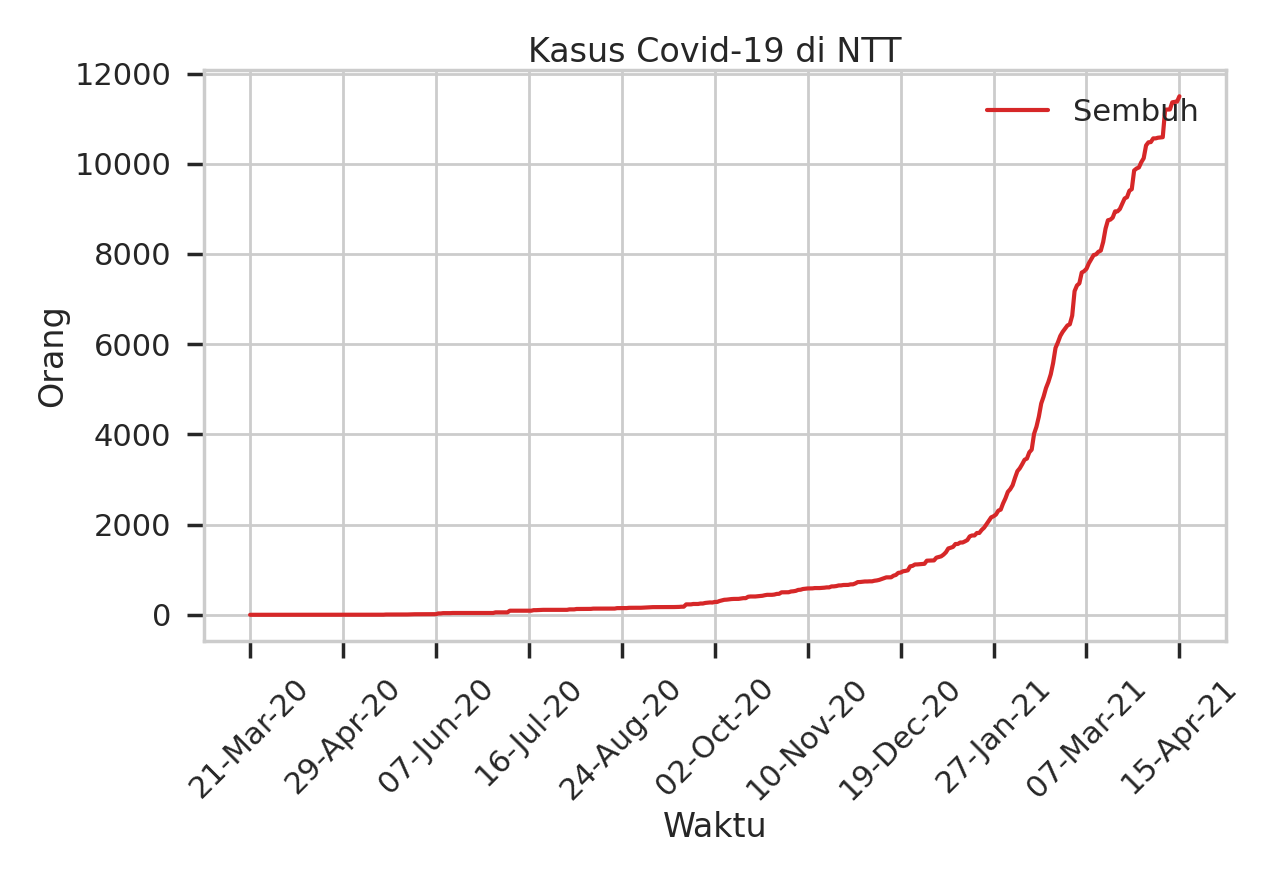 Kasus Covid-19 di NTT
Sembuh
Orang
12000
10000
8000
6000
4000
2000
0
21-Mar-20
29-Apr-20
07-Jun-20
16-Jul-20
24-Aug-20
02-Oct-20
10-Nov-20
19-Dec-20
27-Jan-21
07-Mar-21
15-Apr-21
Waktu